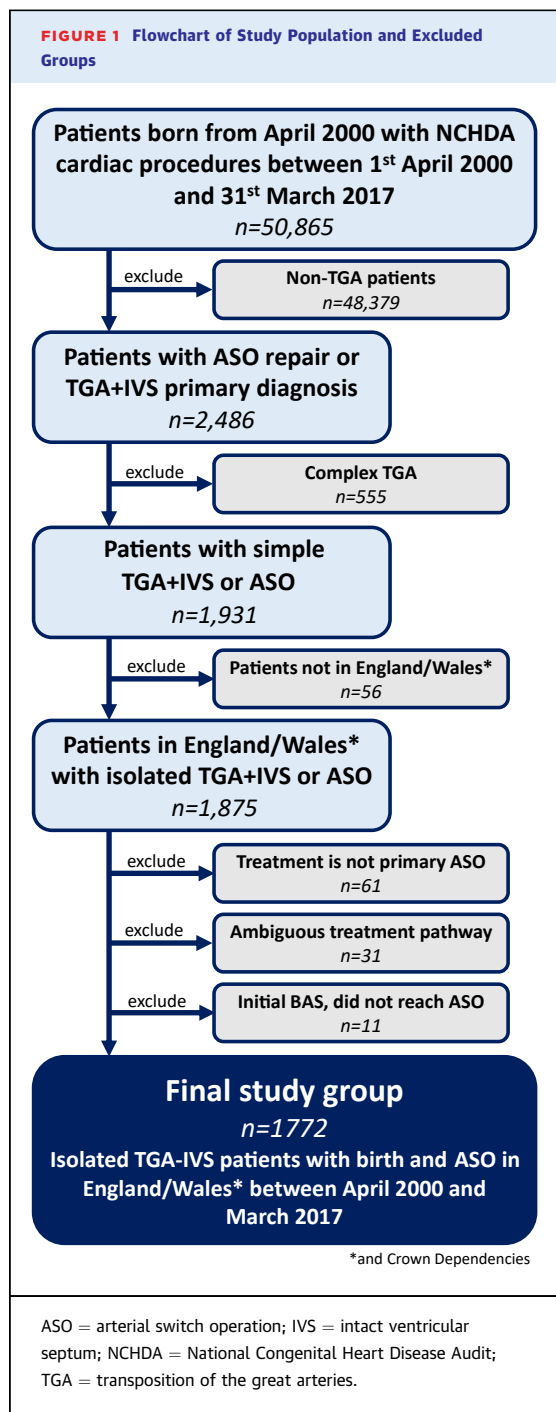 FIGURE 1 Flowchart of Study Population and Excluded
Groups
Patients born from April 2000 with NCHDA
cardiac procedures between 1st April 2000
and 31st March 2017
n=50,865
exclude
Non-TGA patients
n=48,379
Patients with ASO repair or
TGA+IVS primary diagnosis
n=2,486
exclude
Complex TGA
n=555
Patients with simple
TGA+IVS or ASO
n=1,931
exclude
Patients not in England/Wales*
n=56
Patients in England/Wales*
with isolated TGA+IVS or ASO
n=1,875
exclude
Treatment is not primary ASO
n=61
exclude
Ambiguous treatment pathway
n=31
exclude
Initial BAS, did not reach ASO
n=11
Final study group
n=1772
Isolated TGA-IVS patients with birth and ASO in
England/Wales* between April 2000 and
March 2017
*and Crown Dependencies
ASO = arterial switch operation; IVS = intact ventricular
septum; NCHDA = National Congenital Heart Disease Audit;
TGA = transposition of the great arteries.